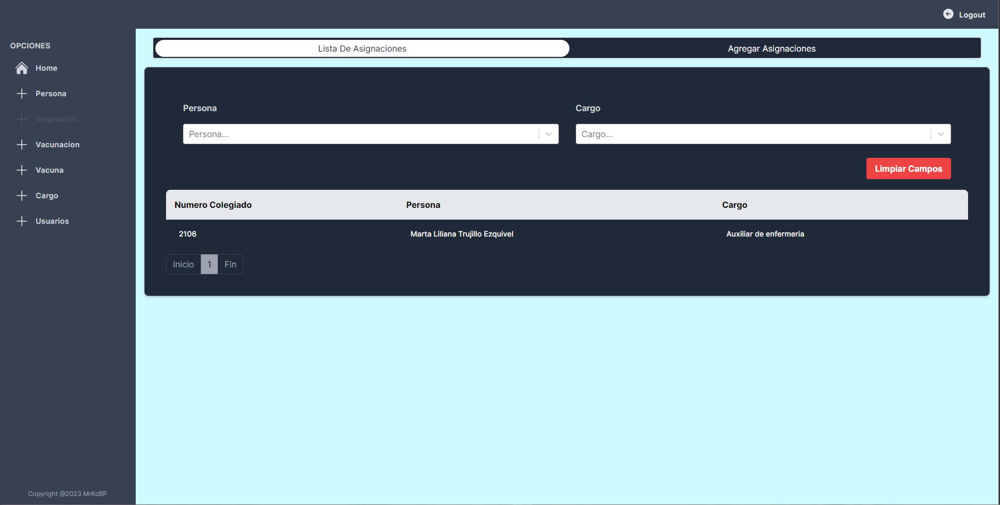 Logout
OPCIONES
Home
Persona
Asignacion
Vacunacion
Vacuna
Cargo
Usuarios
Lista De Asignaciones Agregar Asignaciones
Persona Cargo
Persona... Cargo...
Limpiar Campos
Numero Colegiado Persona Cargo
2106 Marta Liliana Trujillo Ezquivel Auxiliar de enfermeria
Inicio 1 Fin
Copyright @2023 MrKoBP